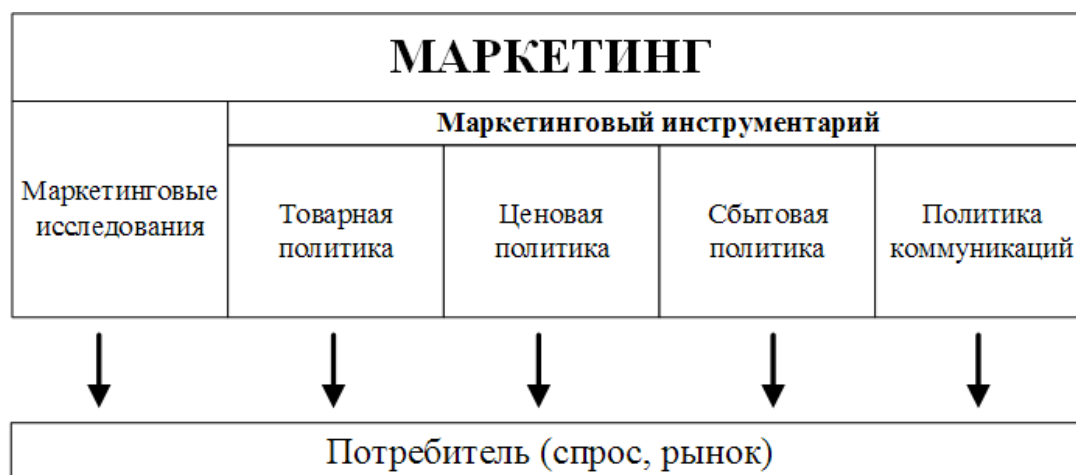 МАРКЕТИНГ
Маркетинговый инструментарий
Маркетинговые
исследования
Товарная
политика
Ценовая
политика
Сбытовая
политика
Политика
коммуникаций
Потребитель (спрос, рынок)